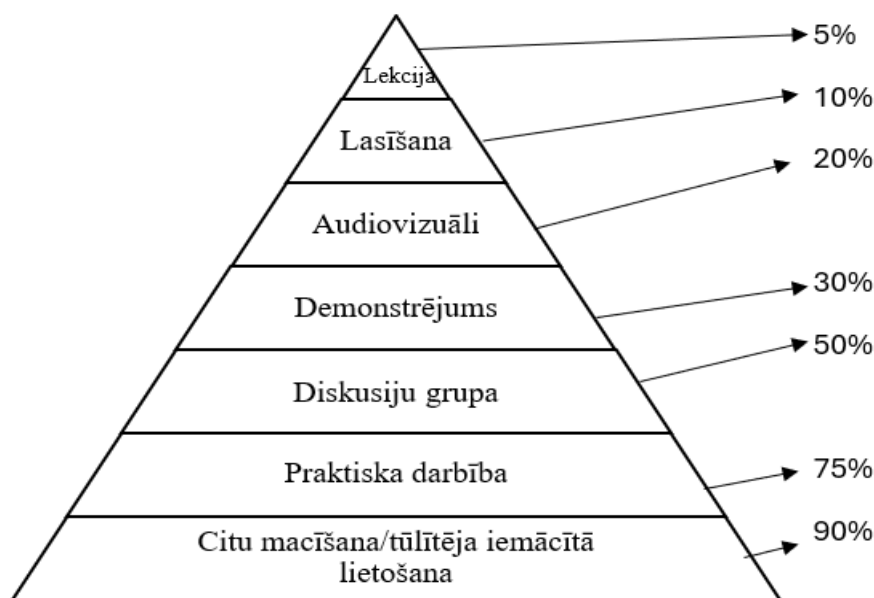 Lekcija
5%
Lasīšana
10%
Audiovizuāli
20%
Demonstrējums
30%
Diskusiju grupa
50%
Praktiska darbība
75%
Citu macīšana/tūlītēja iemācītā
lietošana
90%